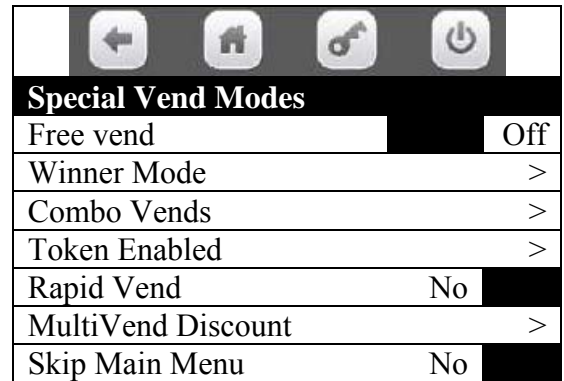 Special Vend Modes
Free vend Off
Winner Mode >
Combo Vends >
Token Enabled >
Rapid Vend No
MultiVend Discount >
Skip Main Menu No